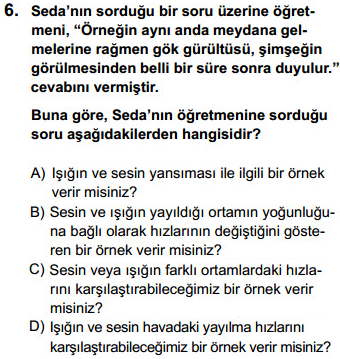 6. Seda’nın sorduğu bir soru üzerine öğret-
meni, “Örneğin aynı anda meydana gel-
melerine rağmen gök gürültüsü, şimşeğin
görülmesinden belli bir süre sonra duyulur.”
cevabını vermiştir.
Buna göre, Seda’nın öğretmenine sorduğu
soru aşağıdakilerden hangisidir?
A) Işığın ve sesin yansıması ile ilgili bir örnek
verir misiniz?
B) Sesin ve ışığın yayıldığı ortamın yoğunluğu-
na bağlı olarak hızlarının değiştiğini göste-
ren bir örnek verir misiniz?
C) Sesin veya ışığın farklı ortamlardaki hızla-
rını karşılaştırabileceğimiz bir örnek verir
misiniz?
D) Işığın ve sesin havadaki yayılma hızlarını
karşılaştırabileceğimiz bir örnek verir misiniz?